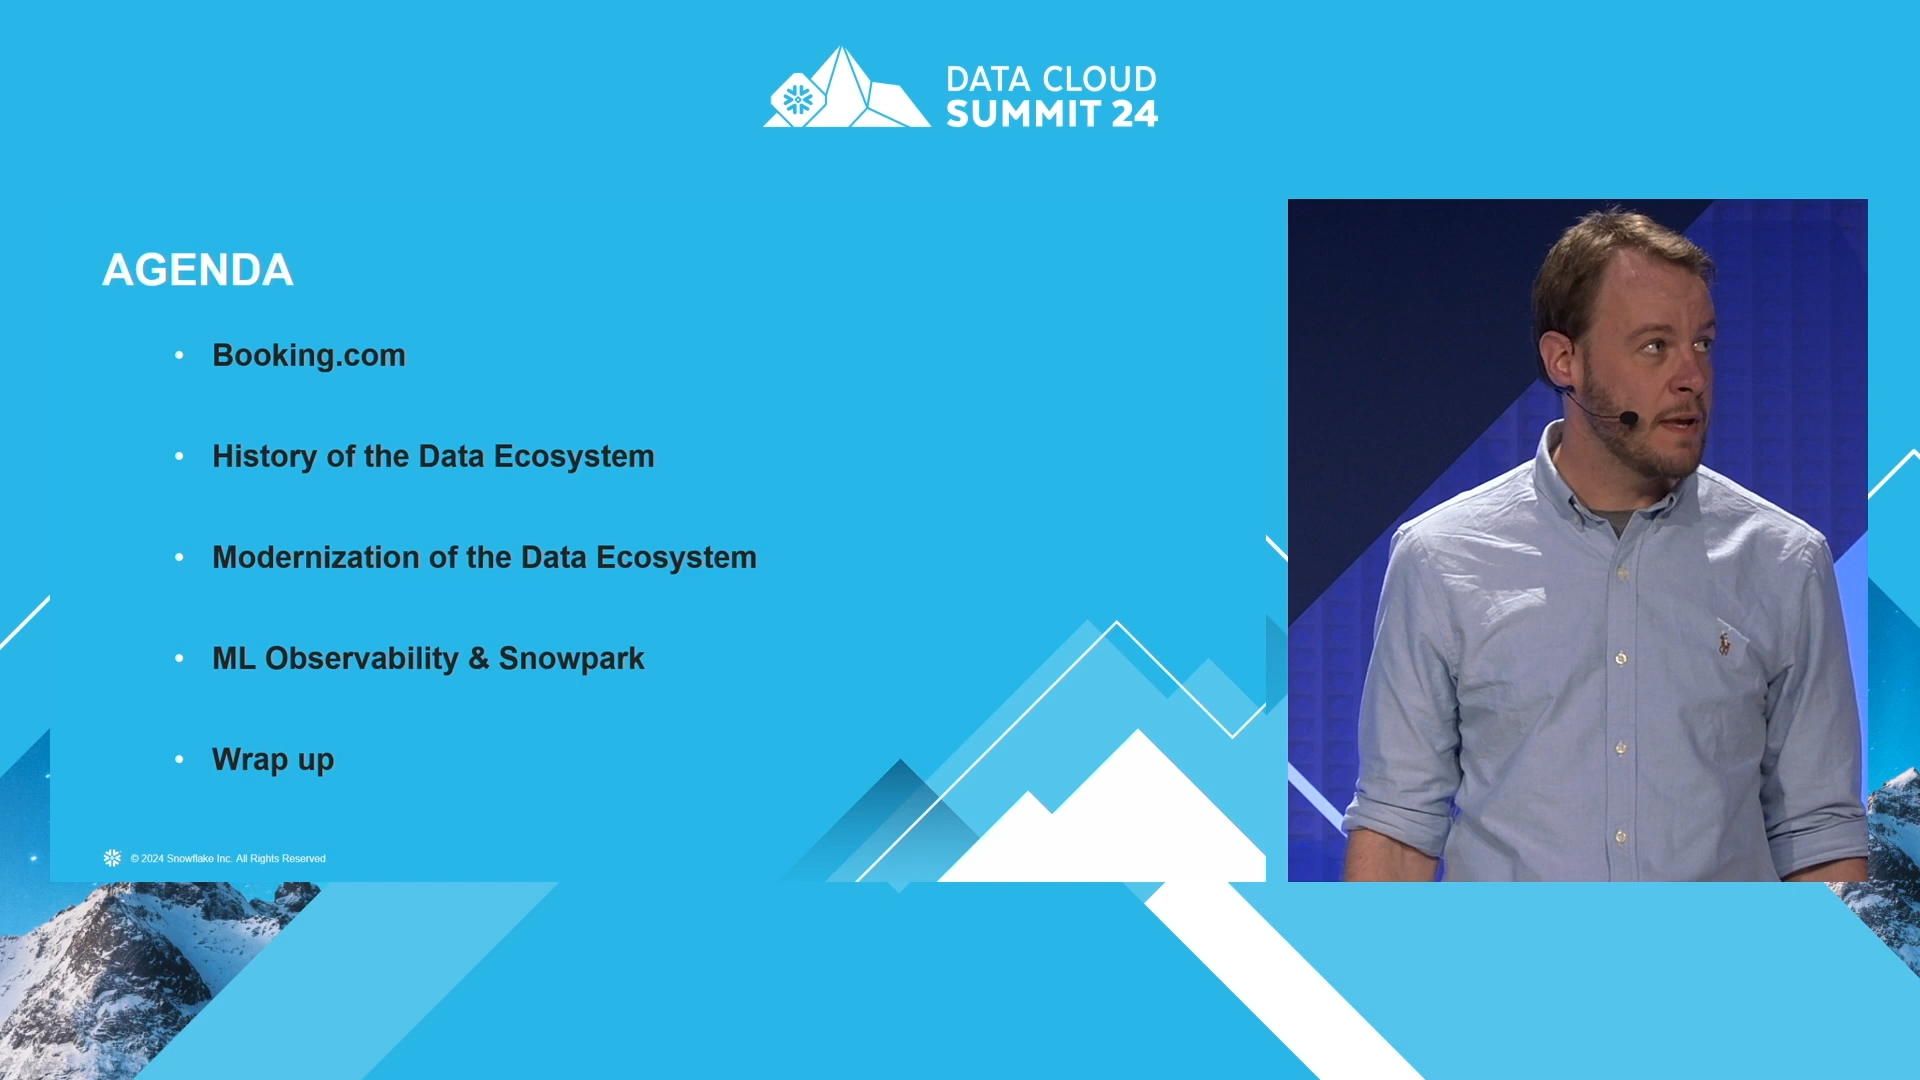 DATA CLOUD
SUMMIT 24
AGENDA
• Booking.com
• History of the Data Ecosystem
• Modernization of the Data Ecosystem
• ML Observability & Snowpark
• Wrap up
© 2024 Snowflake Inc. All Rights Reserved